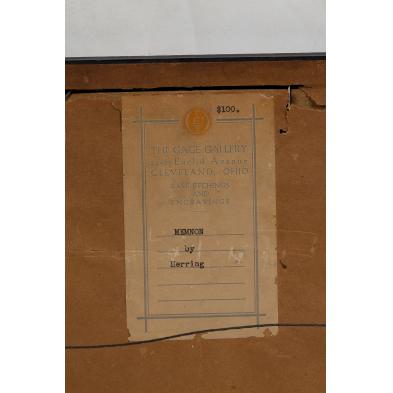 $100.
THE GAGE GALLERY
Euclid Avenue
CLEVELAND, OHIO
RARE ETCHINGS
AND
ENGRAVINGS
MEMNON
by
Herring